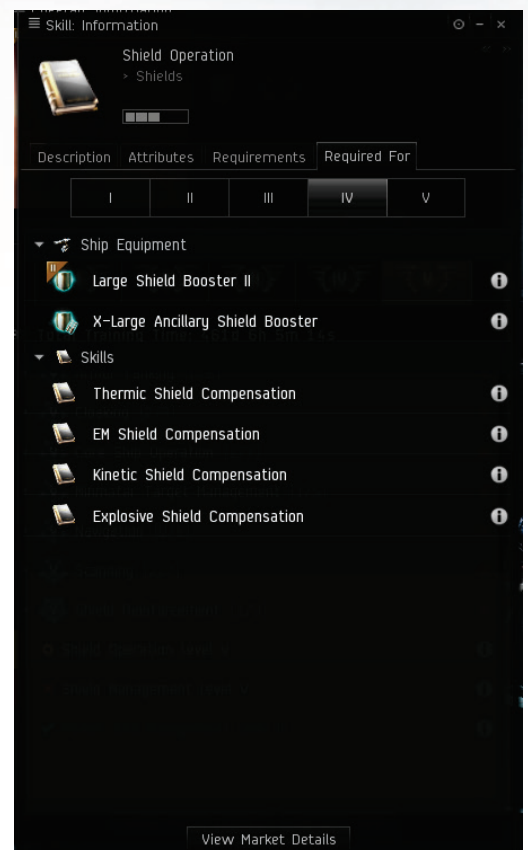 Skill: Information
Shield Operation
> Shields
Description Attributes Requirements Required For
I II III IV V
Ship Equipment
II
Large Shield Booster II
X-Large Ancillary Shield Booster
Skills
Thermic Shield Compensation
EM Shield Compensation
Kinetic Shield Compensation
Explosive Shield Compensation
View Market Details